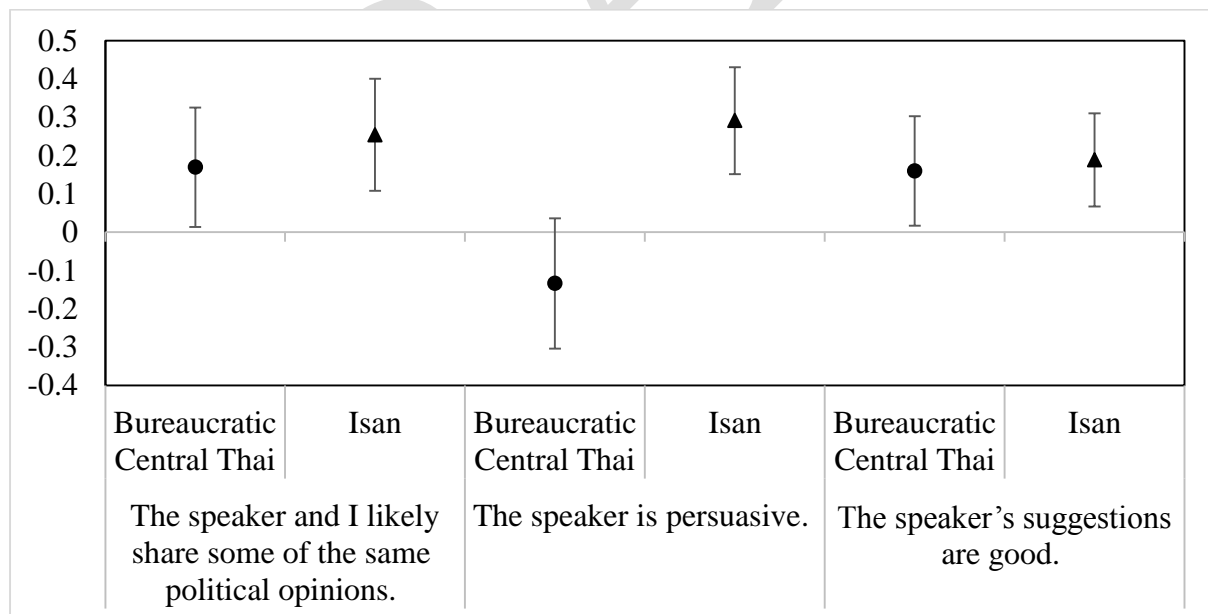 0.5
0.4
0.3
0.2
0.1
0
-0.1
-0.2
-0.3
-0.4
Bureaucratic
Central Thai
Isan
Bureaucratic
Central Thai
Isan
Bureaucratic
Central Thai
Isan
The speaker and I likely
share some of the same
political opinions.
The speaker is persuasive.
The speaker’s suggestions
are good.